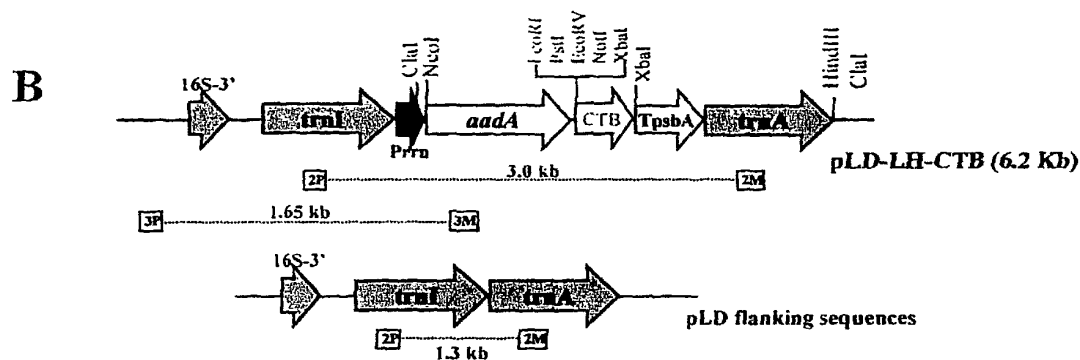 B
16S-3'
trnI
Prrn
ClaI
NcoI
aadA
EcoRI
PstI
EcoRV
NotI
XbaI
CTB
XbaI
TpsbA
trnA
HindIII
ClaI
pLD-LH-CTB (6.2 Kb)
2P 3.0 kb 2M
3P 1.65 kb 3M
16S-3'
trnI
trnA
pLD flanking sequences
2P 1.3 kb 2M